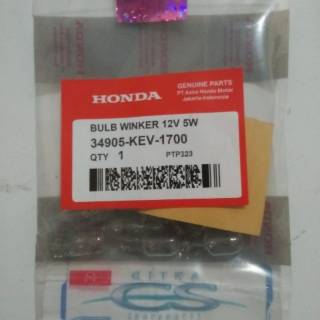 HONDA
GENUINE PARTS
PT Astra Honda Motor
Jakarta-Indonesia
BULB WINKER 12V 5W
34905-KEV-1700
QTY 1 PTP323
CS